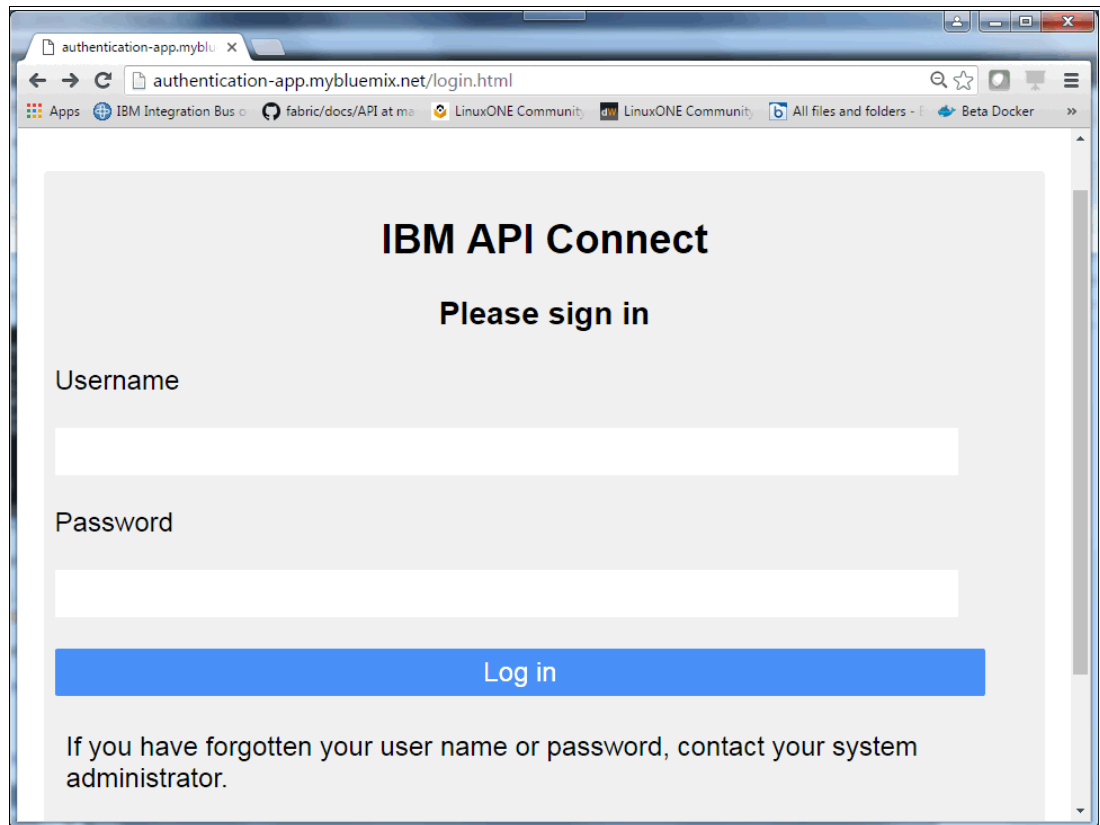 authentication-app.myblu
authentication-app.mybluemix.net/login.html
Apps IBM Integration Bus o fabric/docs/API at ma LinuxONE Community LinuxONE Community All files and folders - Beta Docker »
IBM API Connect
Please sign in
Username
Password
Log in
If you have forgotten your user name or password, contact your system
administrator.